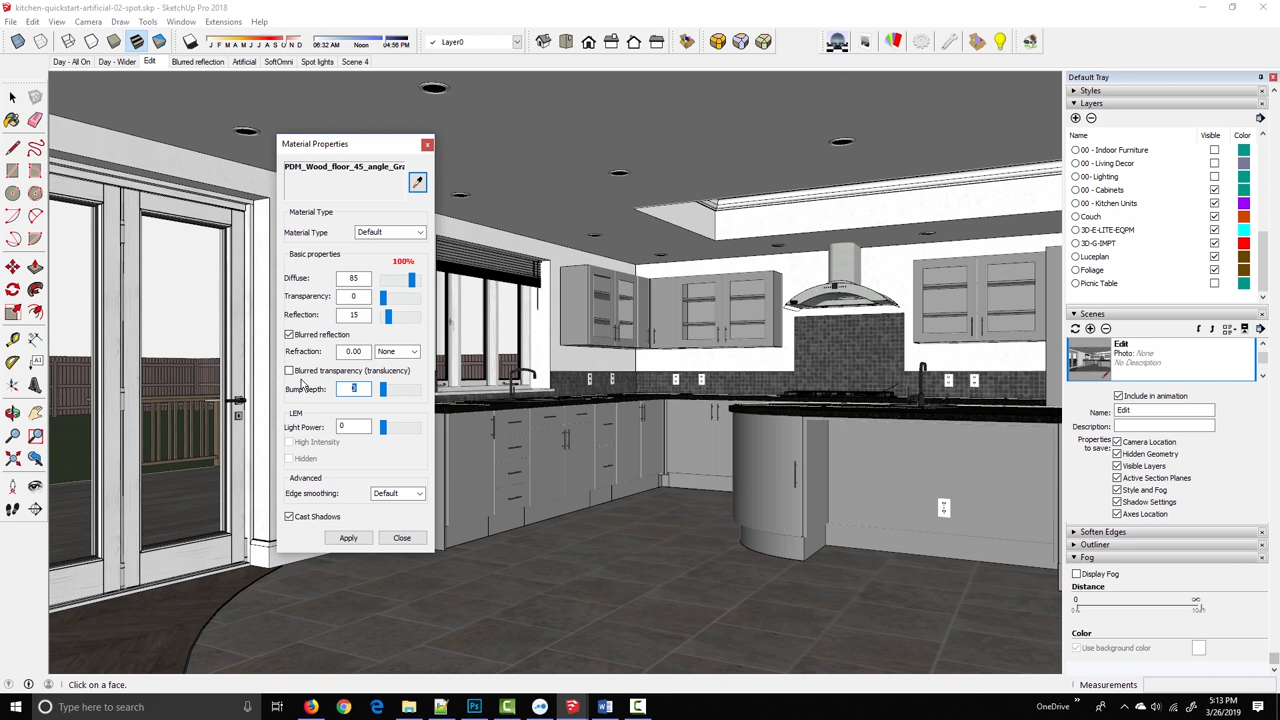 kitchen-quickstart-artificial-02-spot.skp - SketchUp Pro 2018
File Edit View Camera Draw Tools Window Extensions Help
J F M A M J J A S O N D 06:32 AM Noon 04:56 PM Layer0
Day - All On Day - Wider Edit Blurred reflection Artificial SoftOmni Spot lights Scene 4
Material Properties
PDM_Wood_floor_45_angle_Gra
Material Type
Material Type: Default
Basic properties
100%
Diffuse: 85
Transparency: 0
Reflection: 15
Blurred reflection
Refraction: 0.00 None
Blurred transparency (translucency)
Bump depth: 0
LEM
Light Power: 0
High Intensity
Hidden
Advanced
Edge smoothing: Default
Cast Shadows
Apply Close
Default Tray
Styles
Layers
Name Visible Color
00 - Indoor Furniture
00 - Living Decor
00- Lighting
00 - Cabinets
00 - Kitchen Units
Couch
3D-E-LITE-EQPM
3D-G-IMPT
Luceplan
Foliage
Picnic Table
Scenes
Edit
Photo: None
No Description
Include in animation
Name: Edit
Description:
Properties to save:
Camera Location
Hidden Geometry
Visible Layers
Active Section Planes
Style and Fog
Shadow Settings
Axes Location
Soften Edges
Outliner
Fog
Display Fog
Distance
0 ∞
Color
Use background color
Click on a face.
Measurements
Type here to search
OneDrive
5:13 PM
3/26/2019